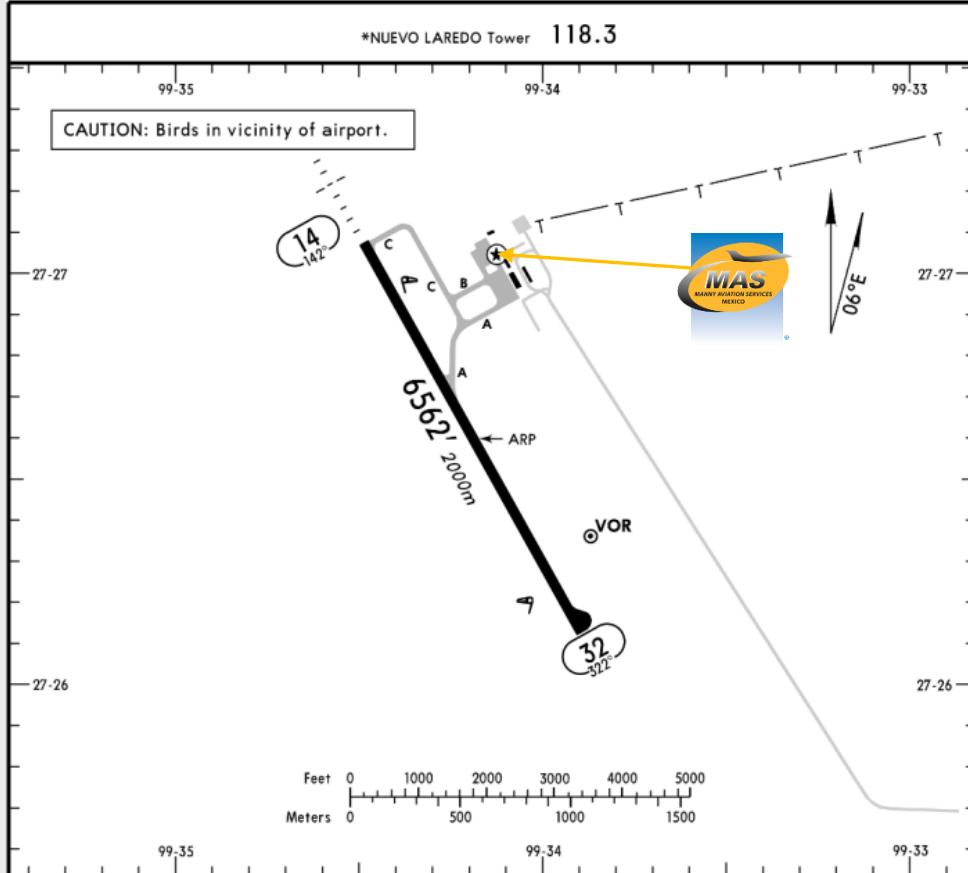 *NUEVO LAREDO Tower 118.3
99-35 99-34 99-33
CAUTION: Birds in vicinity of airport.
14
142°
C
27-27
C
B
A
A
MAS
MANNY AVIATION SERVICES
MEXICO
®
06°E
27-27
6562'
2000m
ARP
VOR
32
322°
27-26
27-26
Feet 0 1000 2000 3000 4000 5000
Meters 0 500 1000 1500
99-35 99-34 99-33